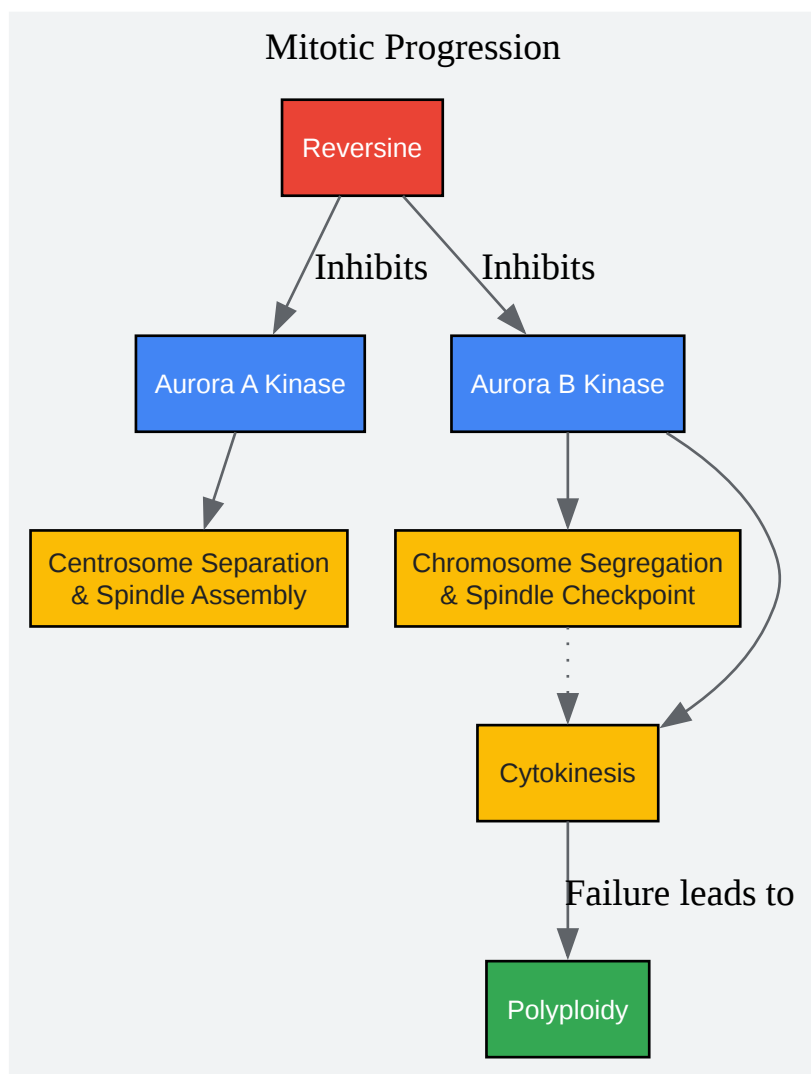 Mitotic Progression
Reversine
Inhibits
Inhibits
Aurora A Kinase
Aurora B Kinase
Centrosome Separation
& Spindle Assembly
Chromosome Segregation
& Spindle Checkpoint
Cytokinesis
Failure leads to
Polyploidy